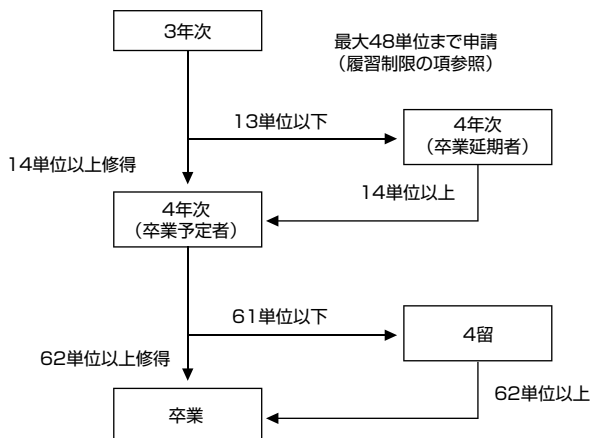 3年次
最大48単位まで申請
(履習制限の項参照)
13単位以下
4年次
(卒業延期者)
14単位以上修得
14単位以上
4年次
(卒業予定者)
61単位以下
4留
62単位以上修得
62単位以上
卒業